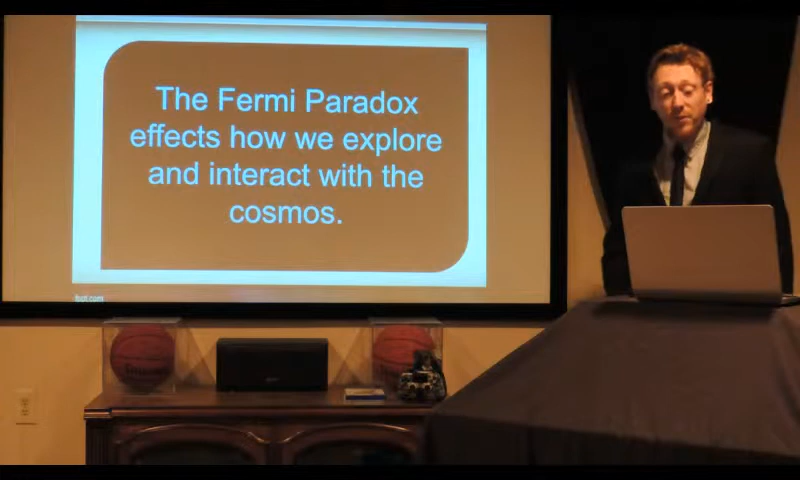 The Fermi Paradox
effects how we explore
and interact with the
cosmos.